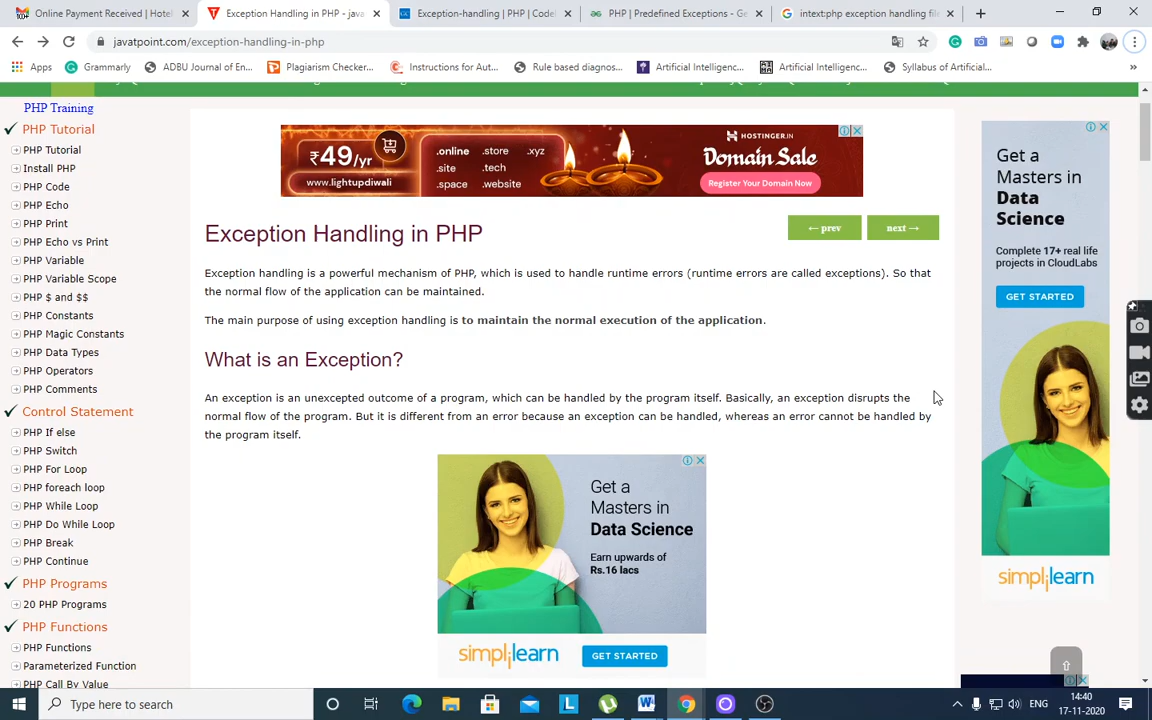 Online Payment Received | Hotel
Exception Handling in PHP - java
Exception-handling | PHP | Codel
PHP | Predefined Exceptions - Ge
intext:php exception handling file
javatpoint.com/exception-handling-in-php
Apps
Grammarly
ADBU Journal of En...
Plagiarism Checker...
Instructions for Aut...
Rule based diagnos...
Artificial Intelligenc...
Artificial Intelligenc...
Syllabus of Artificial...
PHP Training
PHP Tutorial
PHP Tutorial
Install PHP
PHP Code
PHP Echo
PHP Print
PHP Echo vs Print
PHP Variable
PHP Variable Scope
PHP $ and $$
PHP Constants
PHP Magic Constants
PHP Data Types
PHP Operators
PHP Comments
Control Statement
PHP If else
PHP Switch
PHP For Loop
PHP foreach loop
PHP While Loop
PHP Do While Loop
PHP Break
PHP Continue
PHP Programs
20 PHP Programs
PHP Functions
PHP Functions
Parameterized Function
PHP Call By Value
₹49/yr
www.lightupdiwali
.online .store .xyz
.site .tech
.space .website
HOSTINGER.IN
Domain Sale
Register Your Domain Now
Exception Handling in PHP
← prev
next →
Exception handling is a powerful mechanism of PHP, which is used to handle runtime errors (runtime errors are called exceptions). So that
the normal flow of the application can be maintained.
The main purpose of using exception handling is to maintain the normal execution of the application.
What is an Exception?
An exception is an unexcepted outcome of a program, which can be handled by the program itself. Basically, an exception disrupts the
normal flow of the program. But it is different from an error because an exception can be handled, whereas an error cannot be handled by
the program itself.
Get a
Masters in
Data Science
Earn upwards of
Rs.16 lacs
simplilearn
GET STARTED
Get a
Masters in
Data
Science
Complete 17+ real life
projects in CloudLabs
GET STARTED
simplilearn
Type here to search
ENG
14:40
17-11-2020